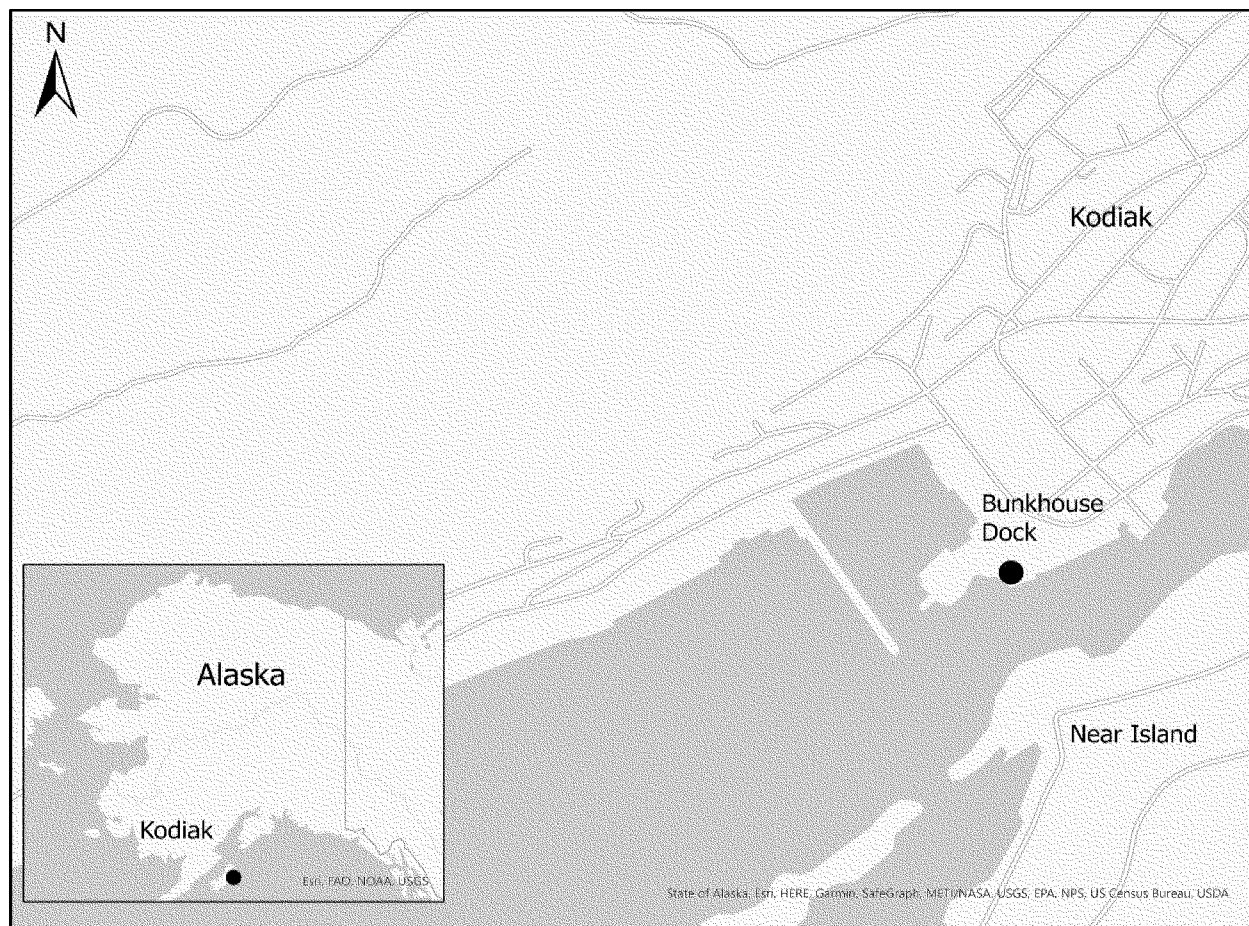 N
Kodiak
Bunkhouse
Dock
Near Island
Alaska
Kodiak
Esri, FAO, NOAA, USGS
State of Alaska, Esri, HERE, Garmin, SafeGraph, METI/NASA, USGS, EPA, NPS, US Census Bureau, USDA